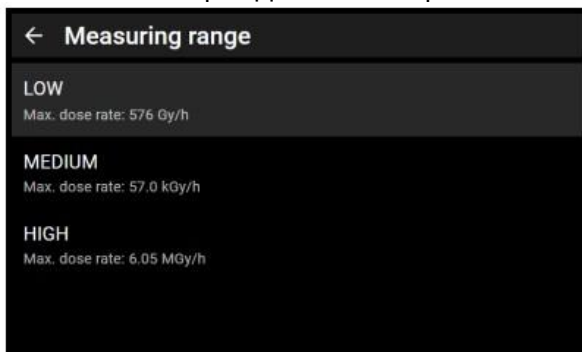 ← Measuring range
LOW
Max. dose rate: 576 Gy/h
MEDIUM
Max. dose rate: 57.0 kGy/h
HIGH
Max. dose rate: 6.05 MGy/h